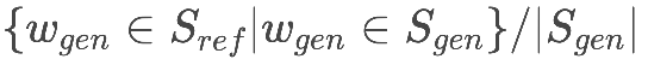 {w_gen ∈ S_ref|w_gen ∈ S_gen}/|S_gen|